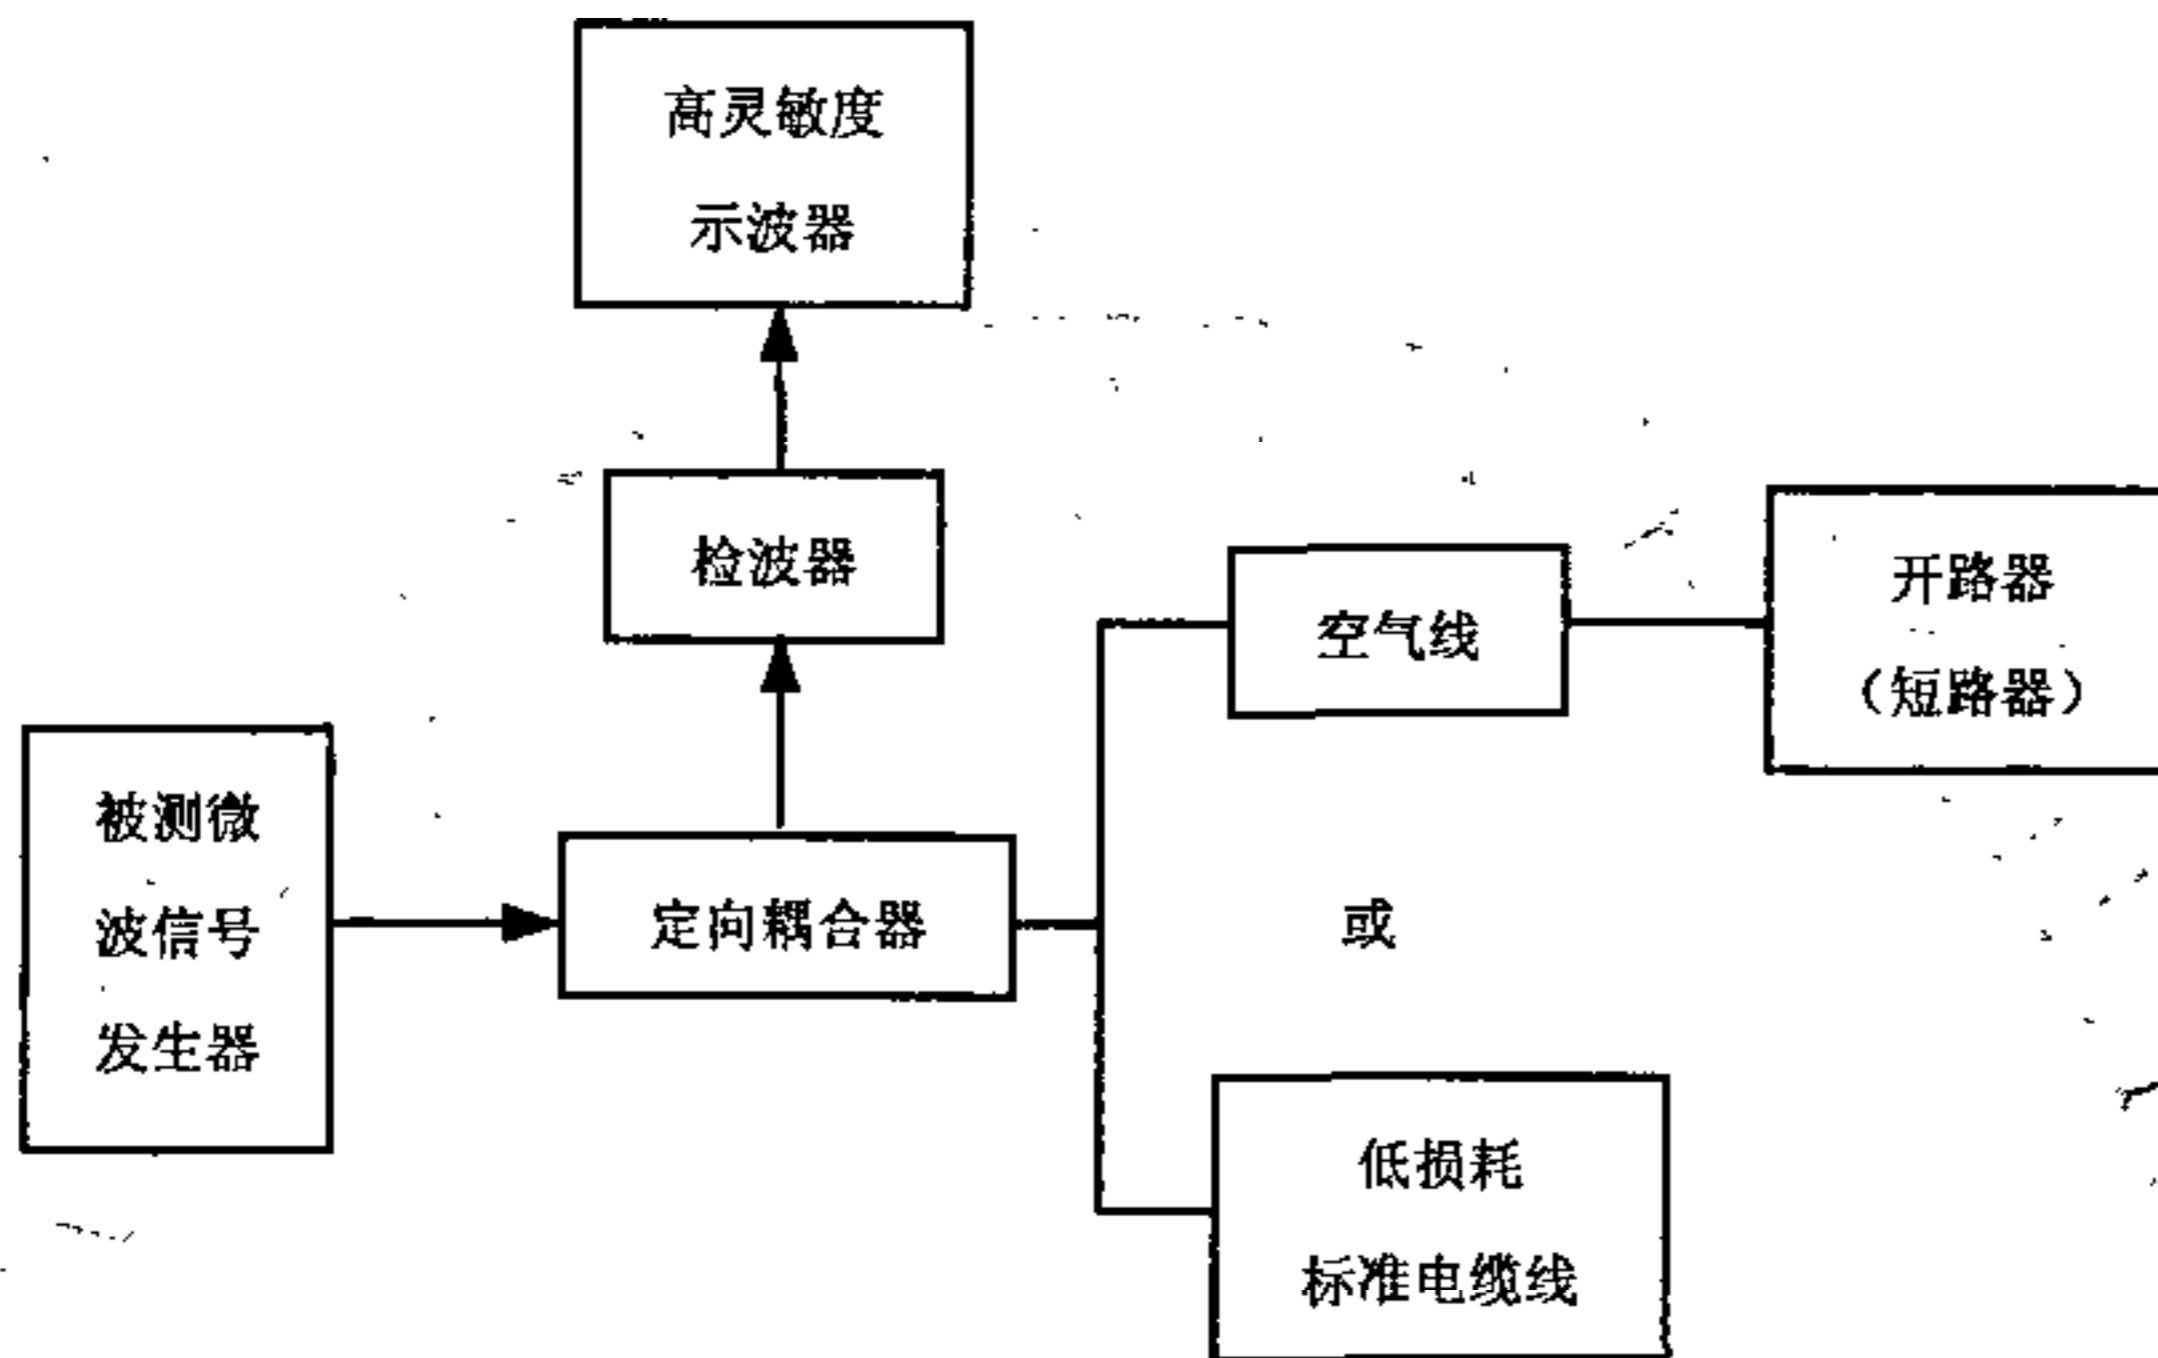 高灵敏度
示波器
检波器
空气线
开路器
（短路器）
被测微
波信号
发生器
定向耦合器
或
低损耗
标准电缆线